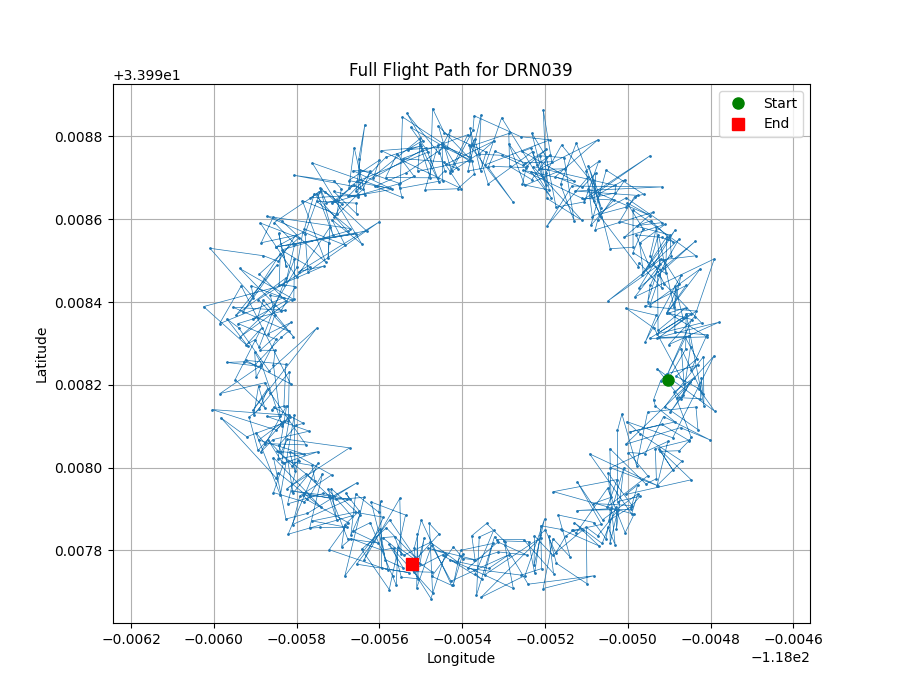 Full Flight Path for DRN039
+3.399e1
Start
End
0.0088
0.0086
0.0084
0.0082
0.0080
0.0078
Latitude
−0.0062 −0.0060 −0.0058 −0.0056 −0.0054 −0.0052 −0.0050 −0.0048 −0.0046
Longitude
−1.18e2